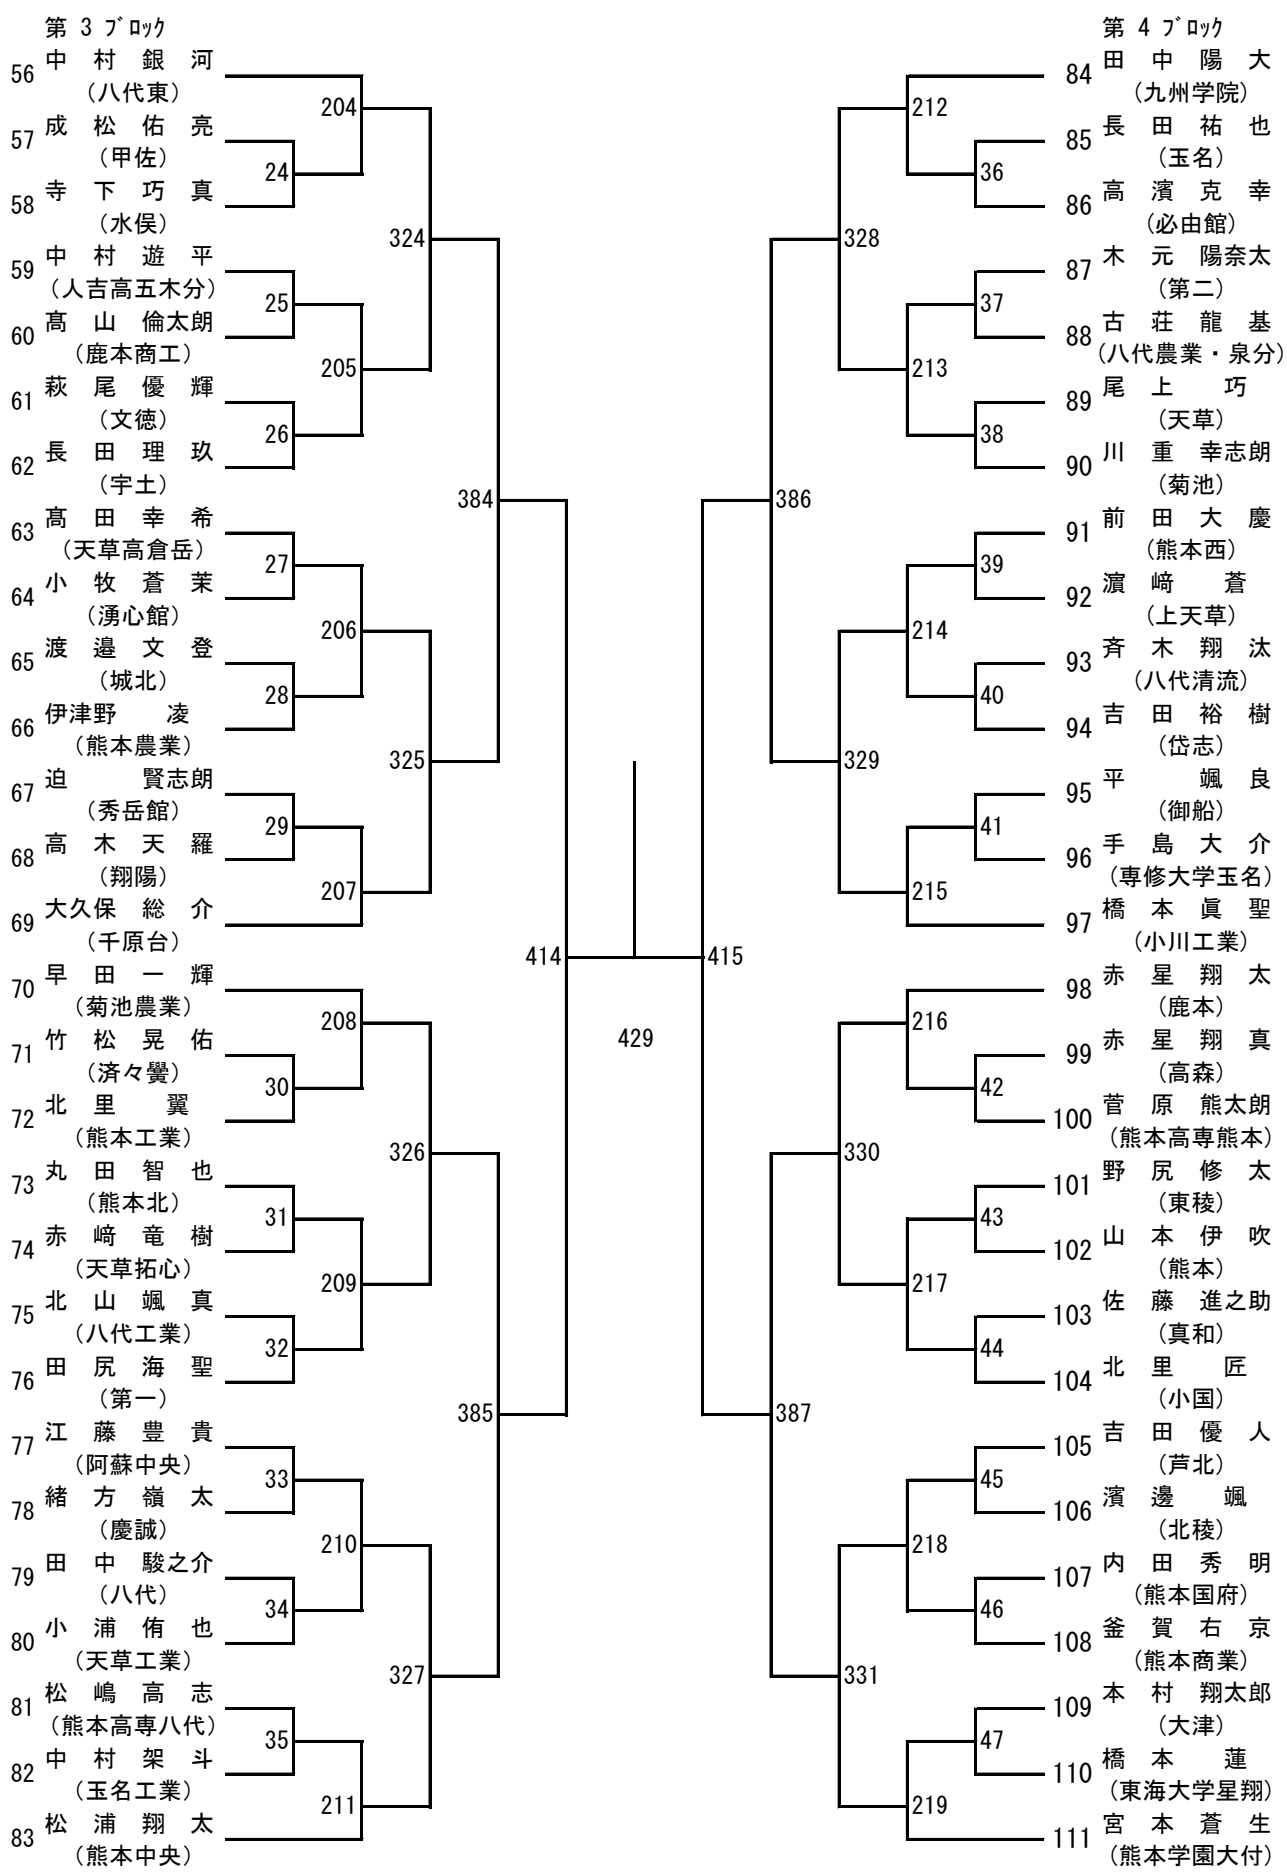 第 3 ブロック
56 中 村 銀 河
(八代東)
57 成 松 佑 亮
(甲佐)
58 寺 下 巧 真
(水俣)
59 中 村 遊 平
(人吉高五木分)
60 髙 山 倫太朗
(鹿本商工)
61 萩 尾 優 輝
(文徳)
62 長 田 理 玖
(宇土)
63 髙 田 幸 希
(天草高倉岳)
64 小 牧 蒼 茉
(湧心館)
65 渡 邉 文 登
(城北)
66 伊津野 凌
(熊本農業)
67 迫 賢志朗
(秀岳館)
68 高 木 天 羅
(翔陽)
69 大久保 総 介
(千原台)
70 早 田 一 輝
(菊池農業)
71 竹 松 晃 佑
(済々黌)
72 北 里 翼
(熊本工業)
73 丸 田 智 也
(熊本北)
74 赤 﨑 竜 樹
(天草拓心)
75 北 山 颯 真
(八代工業)
76 田 尻 海 聖
(第一)
77 江 藤 豊 貴
(阿蘇中央)
78 緒 方 嶺 太
(慶誠)
79 田 中 駿之介
(八代)
80 小 浦 侑 也
(天草工業)
81 松 嶋 高 志
(熊本高専八代)
82 中 村 架 斗
(玉名工業)
83 松 浦 翔 太
(熊本中央)
204
24
324
25
205
26
384
27
206
28
325
29
207
414
208
30
326
31
209
32
385
33
210
34
327
35
211
429
第 4 ブロック
84 田 中 陽 大
(九州学院)
85 長 田 祐 也
(玉名)
86 高 濱 克 幸
(必由館)
87 木 元 陽奈太
(第二)
88 古 荘 龍 基
(八代農業・泉分)
89 尾 上 巧
(天草)
90 川 重 幸志朗
(菊池)
91 前 田 大 慶
(熊本西)
92 濵 﨑 蒼
(上天草)
93 斉 木 翔 汰
(八代清流)
94 吉 田 裕 樹
(岱志)
95 平 颯 良
(御船)
96 手 島 大 介
(専修大学玉名)
97 橋 本 眞 聖
(小川工業)
98 赤 星 翔 太
(鹿本)
99 赤 星 翔 真
(高森)
100 菅 原 熊太朗
(熊本高専熊本)
101 野 尻 修 太
(東稜)
102 山 本 伊 吹
(熊本)
103 佐 藤 進之助
(真和)
104 北 里 匠
(小国)
105 吉 田 優 人
(芦北)
106 濱 邊 颯
(北稜)
107 内 田 秀 明
(熊本国府)
108 釜 賀 右 京
(熊本商業)
109 本 村 翔太郎
(大津)
110 橋 本 蓮
(東海大学星翔)
111 宮 本 蒼 生
(熊本学園大付)
212
36
328
37
213
38
386
39
214
40
329
41
215
415
216
42
330
43
217
44
387
45
218
46
331
47
219